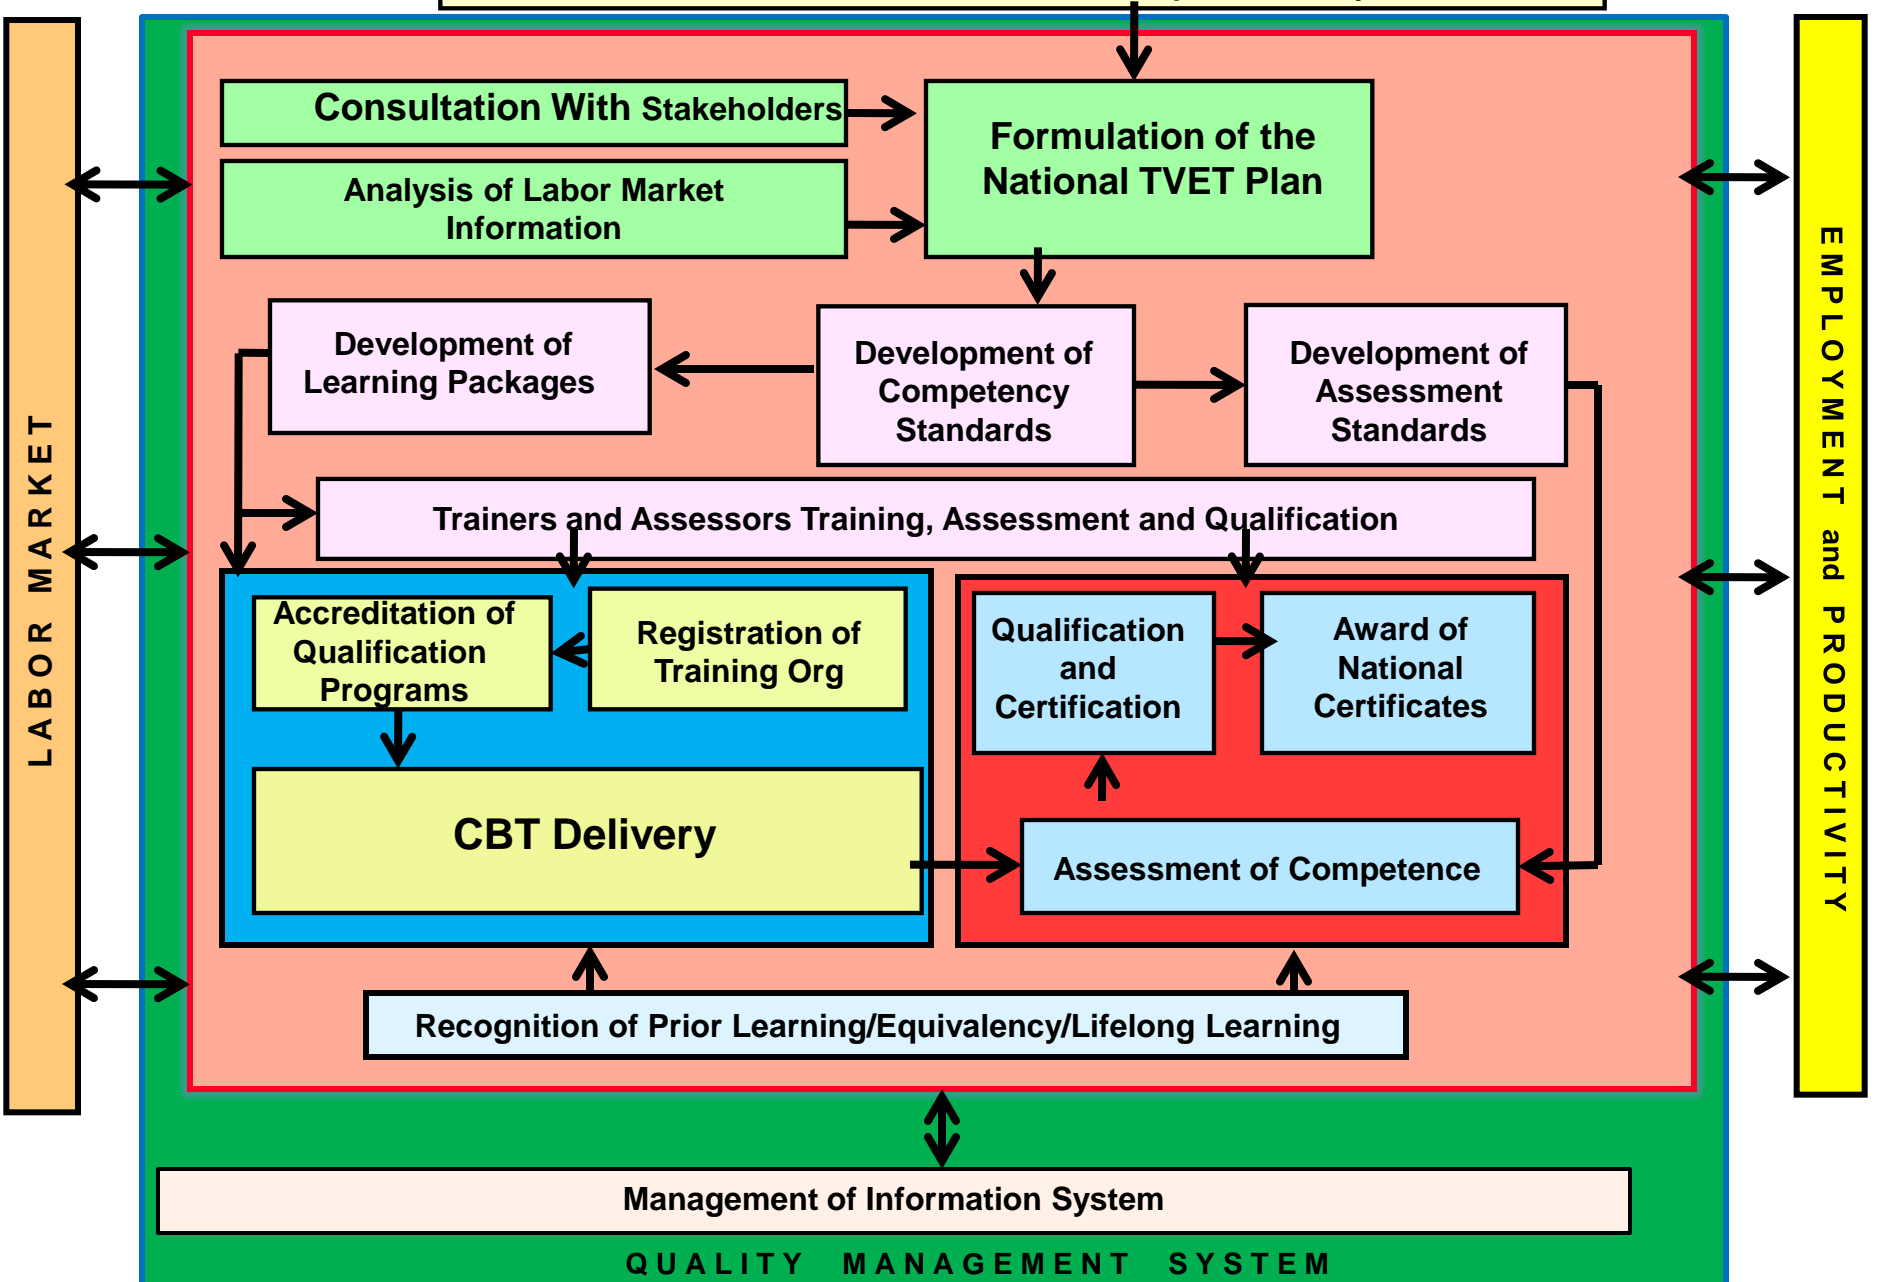 Consultation With Stakeholders
Formulation of the
National TVET Plan
Analysis of Labor Market
Information
Development of
Learning Packages
Development of
Competency
Standards
Development of
Assessment
Standards
Trainers and Assessors Training, Assessment and Qualification
Accreditation of
Qualification
Programs
Registration of
Training Org
Qualification
and
Certification
Award of
National
Certificates
CBT Delivery
Assessment of Competence
Recognition of Prior Learning/Equivalency/Lifelong Learning
Management of Information System
QUALITY MANAGEMENT SYSTEM
LABOR MARKET
EMPLOYMENT and PRODUCTIVITY